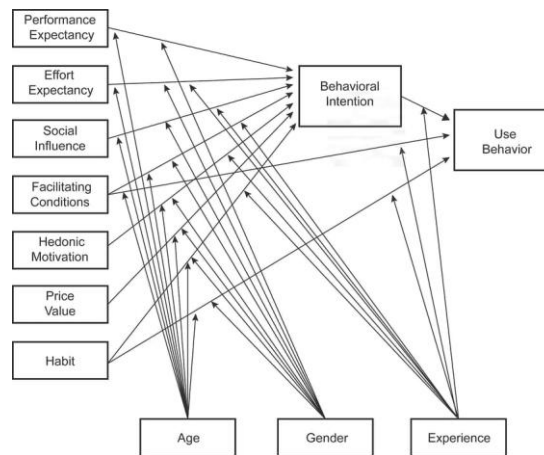 Performance
Expectancy
Effort
Expectancy
Social
Influence
Facilitating
Conditions
Hedonic
Motivation
Price
Value
Habit
Behavioral
Intention
Use
Behavior
Age
Gender
Experience